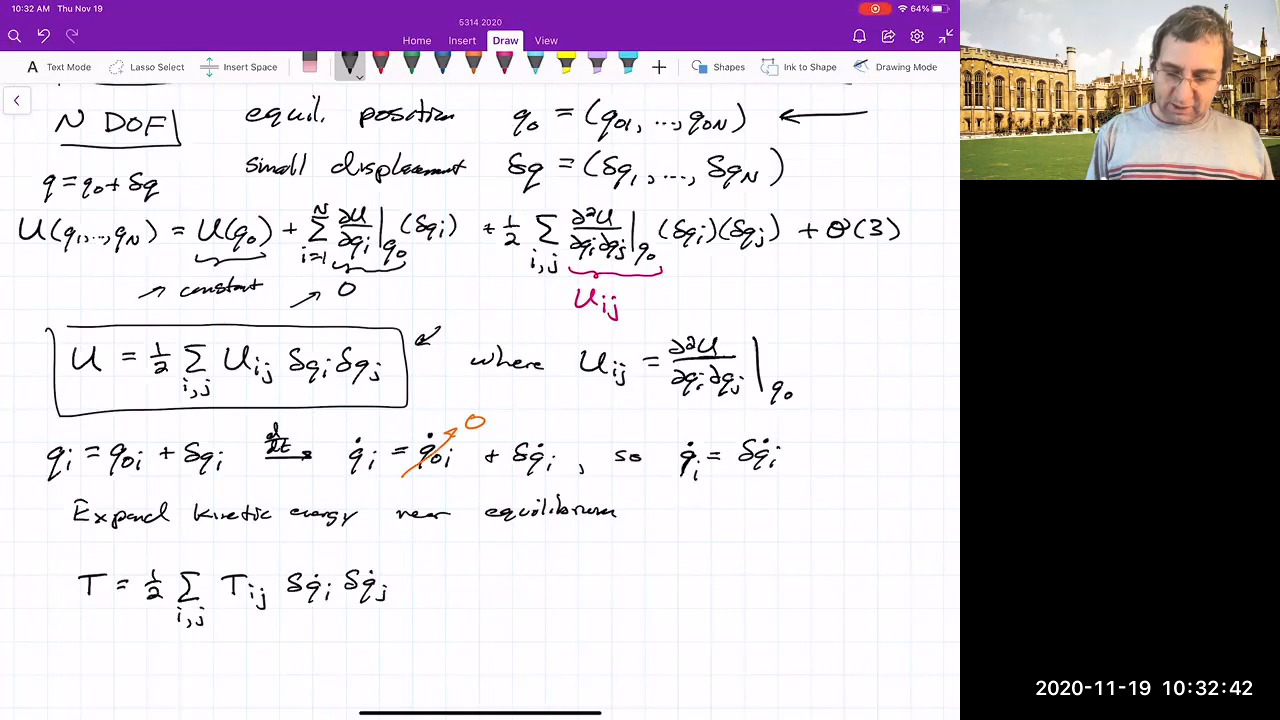 10:32 AM Thu Nov 19
64%
5314 2020
Home Insert Draw View
A Text Mode Lasso Select Insert Space Shapes Ink to Shape Drawing Mode
N DOF
equil. position q₀ = (q₀₁, ..., q₀N) ←
small displacement δq = (δq₁, ..., δqN)
q = q₀ + δq
U(q₁,...,qN) = U(q₀) + Σ_{i=1}^{N} ∂U/∂qᵢ|_{q₀} (δqᵢ) + ½ Σ_{i,j} ∂²U/∂qᵢ∂qⱼ|_{q₀} (δqᵢ)(δqⱼ) + O(3)
↗ constant ↗ 0 Uᵢⱼ
U = ½ Σ_{i,j} Uᵢⱼ δqᵢ δqⱼ ↙ where Uᵢⱼ = ∂²U/∂qᵢ∂qⱼ|_{q₀}
qᵢ = q₀ᵢ + δqᵢ d/dt → q̇ᵢ = q̇₀ᵢ 0 + δq̇ᵢ , so q̇ᵢ = δq̇ᵢ
Expand kinetic energy near equilibrium
T = ½ Σ_{i,j} Tᵢⱼ δq̇ᵢ δq̇ⱼ
2020-11-19 10:32:42